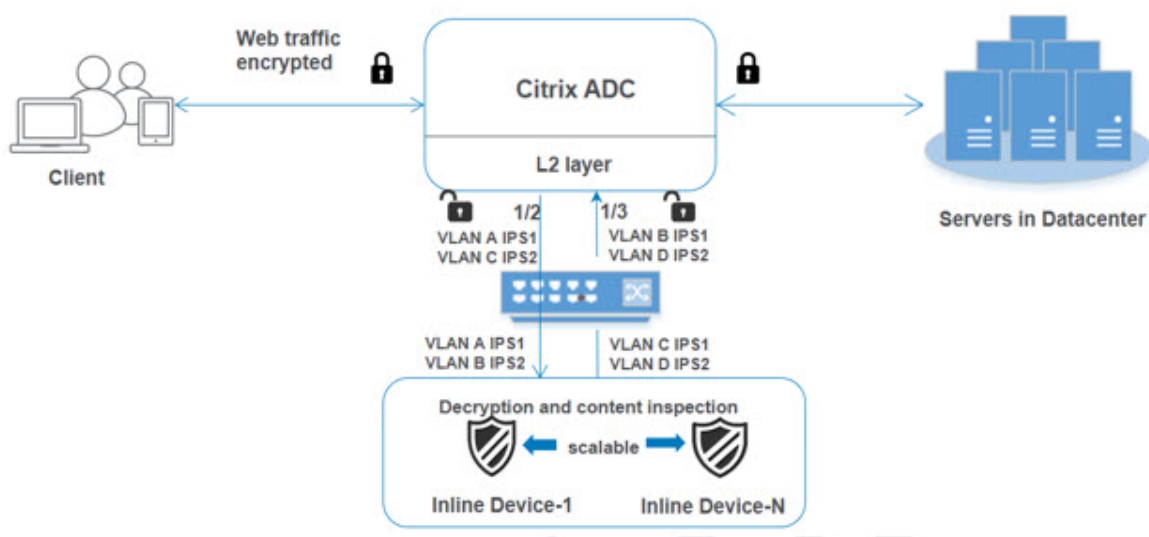 Web traffic
encrypted
Citrix ADC
L2 layer
Client
Servers in Datacenter
1/2
1/3
VLAN A IPS1
VLAN C IPS2
VLAN B IPS1
VLAN D IPS2
VLAN A IPS1
VLAN B IPS2
VLAN C IPS1
VLAN D IPS2
Decryption and content inspection
scalable
Inline Device-1
Inline Device-N